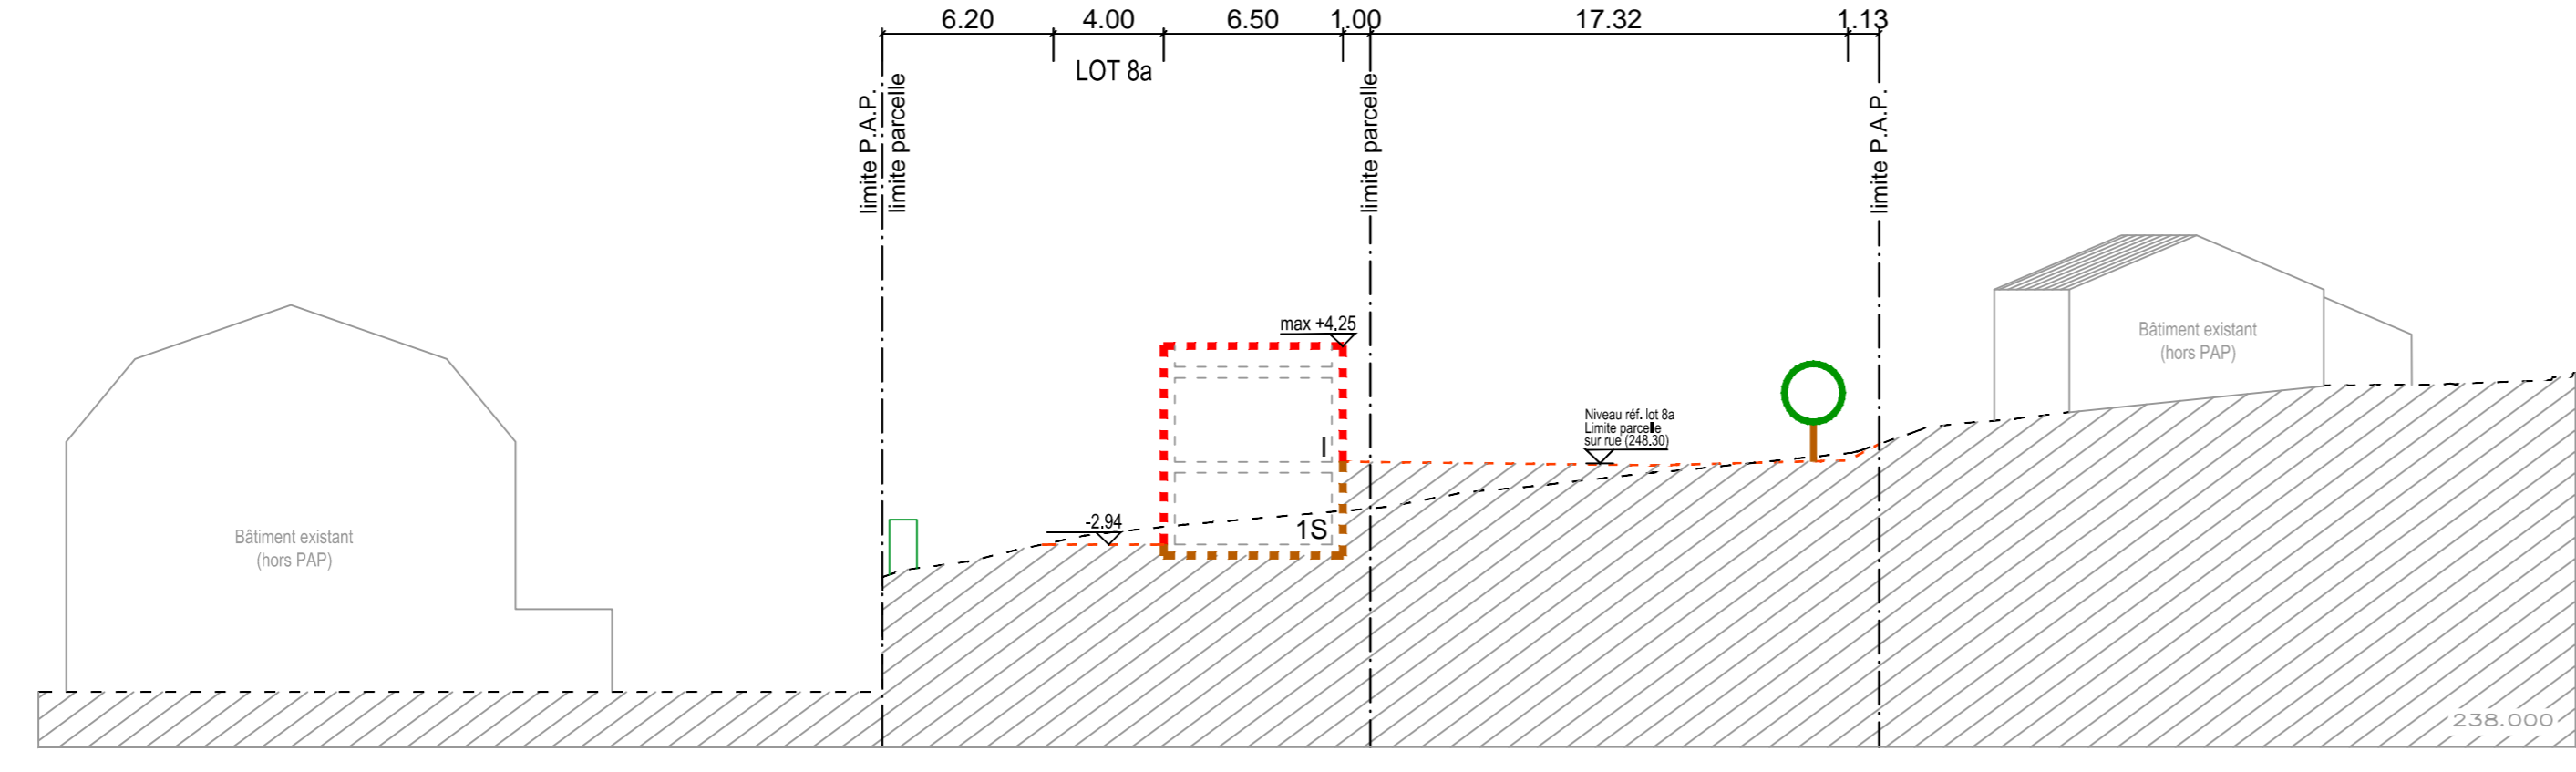 6.20 4.00 6.50 1.00 17.32 1.13
LOT 8a
limite P.A.P.
limite parcelle
limite parcelle
limite P.A.P.
max +4.25
Bâtiment existant
(hors PAP)
Niveau réf. lot 8a
Limite parcelle
sur rue (248.30)
I
-2.94
1S
Bâtiment existant
(hors PAP)
238.000